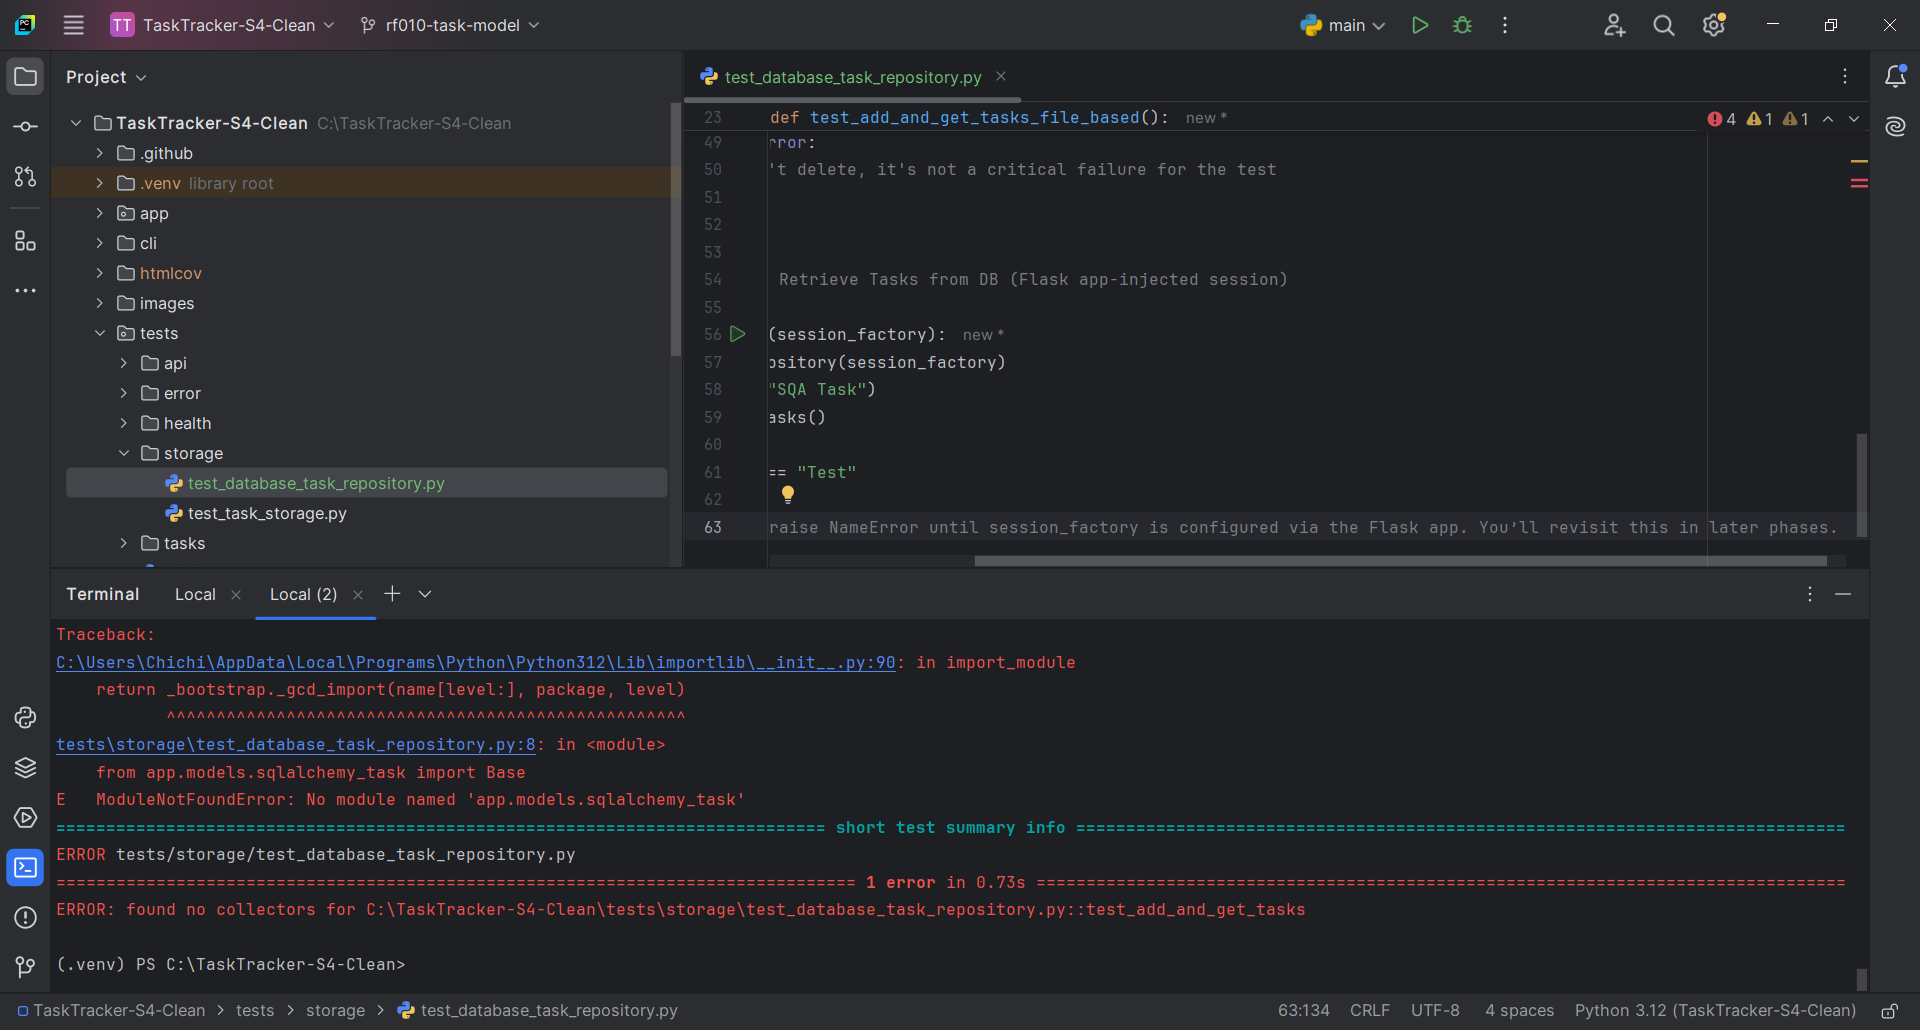 TT TaskTracker-S4-Clean rf010-task-model main
Project
TaskTracker-S4-Clean C:\TaskTracker-S4-Clean
.github
.venv library root
app
cli
htmlcov
images
tests
api
error
health
storage
test_database_task_repository.py
test_task_storage.py
tasks
test_database_task_repository.py
23 def test_add_and_get_tasks_file_based(): new *
4 1 1
49 rror:
50 't delete, it's not a critical failure for the test
51
52
53
54 Retrieve Tasks from DB (Flask app-injected session)
55
56 (session_factory): new *
57 ository(session_factory)
58 "SQA Task")
59 asks()
60
61 == "Test"
62
63 raise NameError until session_factory is configured via the Flask app. You’ll revisit this in later phases.
Terminal Local Local (2)
Traceback:
C:\Users\Chichi\AppData\Local\Programs\Python\Python312\Lib\importlib\__init__.py:90: in import_module
return _bootstrap._gcd_import(name[level:], package, level)
^^^^^^^^^^^^^^^^^^^^^^^^^^^^^^^^^^^^^^^^^^^^^^^^^^^^
tests\storage\test_database_task_repository.py:8: in <module>
from app.models.sqlalchemy_task import Base
E ModuleNotFoundError: No module named 'app.models.sqlalchemy_task'
============================================================================= short test summary info =============================================================================
ERROR tests/storage/test_database_task_repository.py
================================================================================ 1 error in 0.73s =================================================================================
ERROR: found no collectors for C:\TaskTracker-S4-Clean\tests\storage\test_database_task_repository.py::test_add_and_get_tasks
(.venv) PS C:\TaskTracker-S4-Clean>
TaskTracker-S4-Clean > tests > storage > test_database_task_repository.py 63:134 CRLF UTF-8 4 spaces Python 3.12 (TaskTracker-S4-Clean)